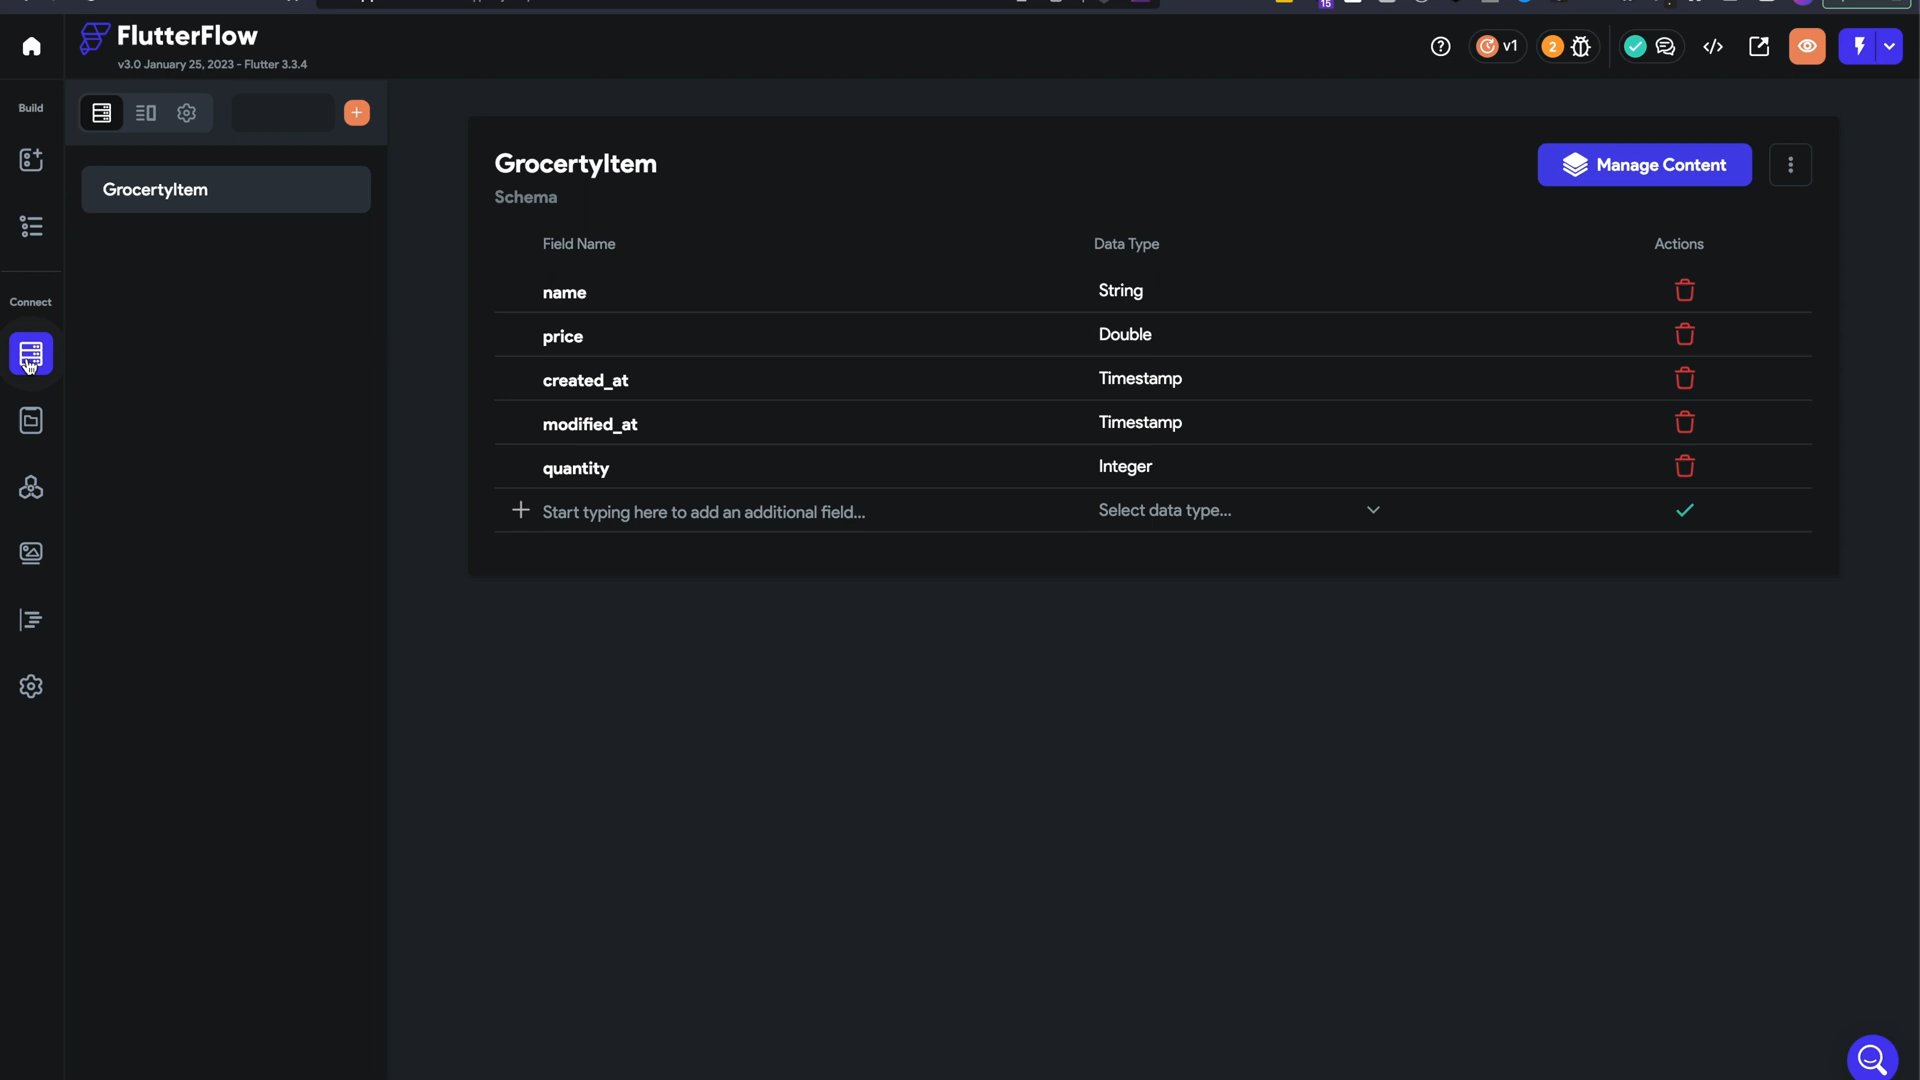 15
FlutterFlow
v3.0 January 25, 2023 - Flutter 3.3.4
v1
2
Build
Connect
GrocertyItem
GrocertyItem
Manage Content
Schema
Field Name Data Type Actions
name String
price Double
created_at Timestamp
modified_at Timestamp
quantity Integer
Start typing here to add an additional field... Select data type...